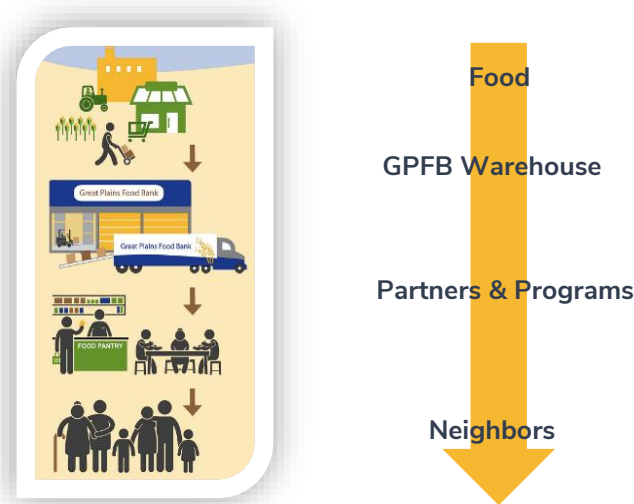 Great Plains Food Bank
Great Plains Food Bank
FOOD PANTRY
Food
GPFB Warehouse
Partners & Programs
Neighbors